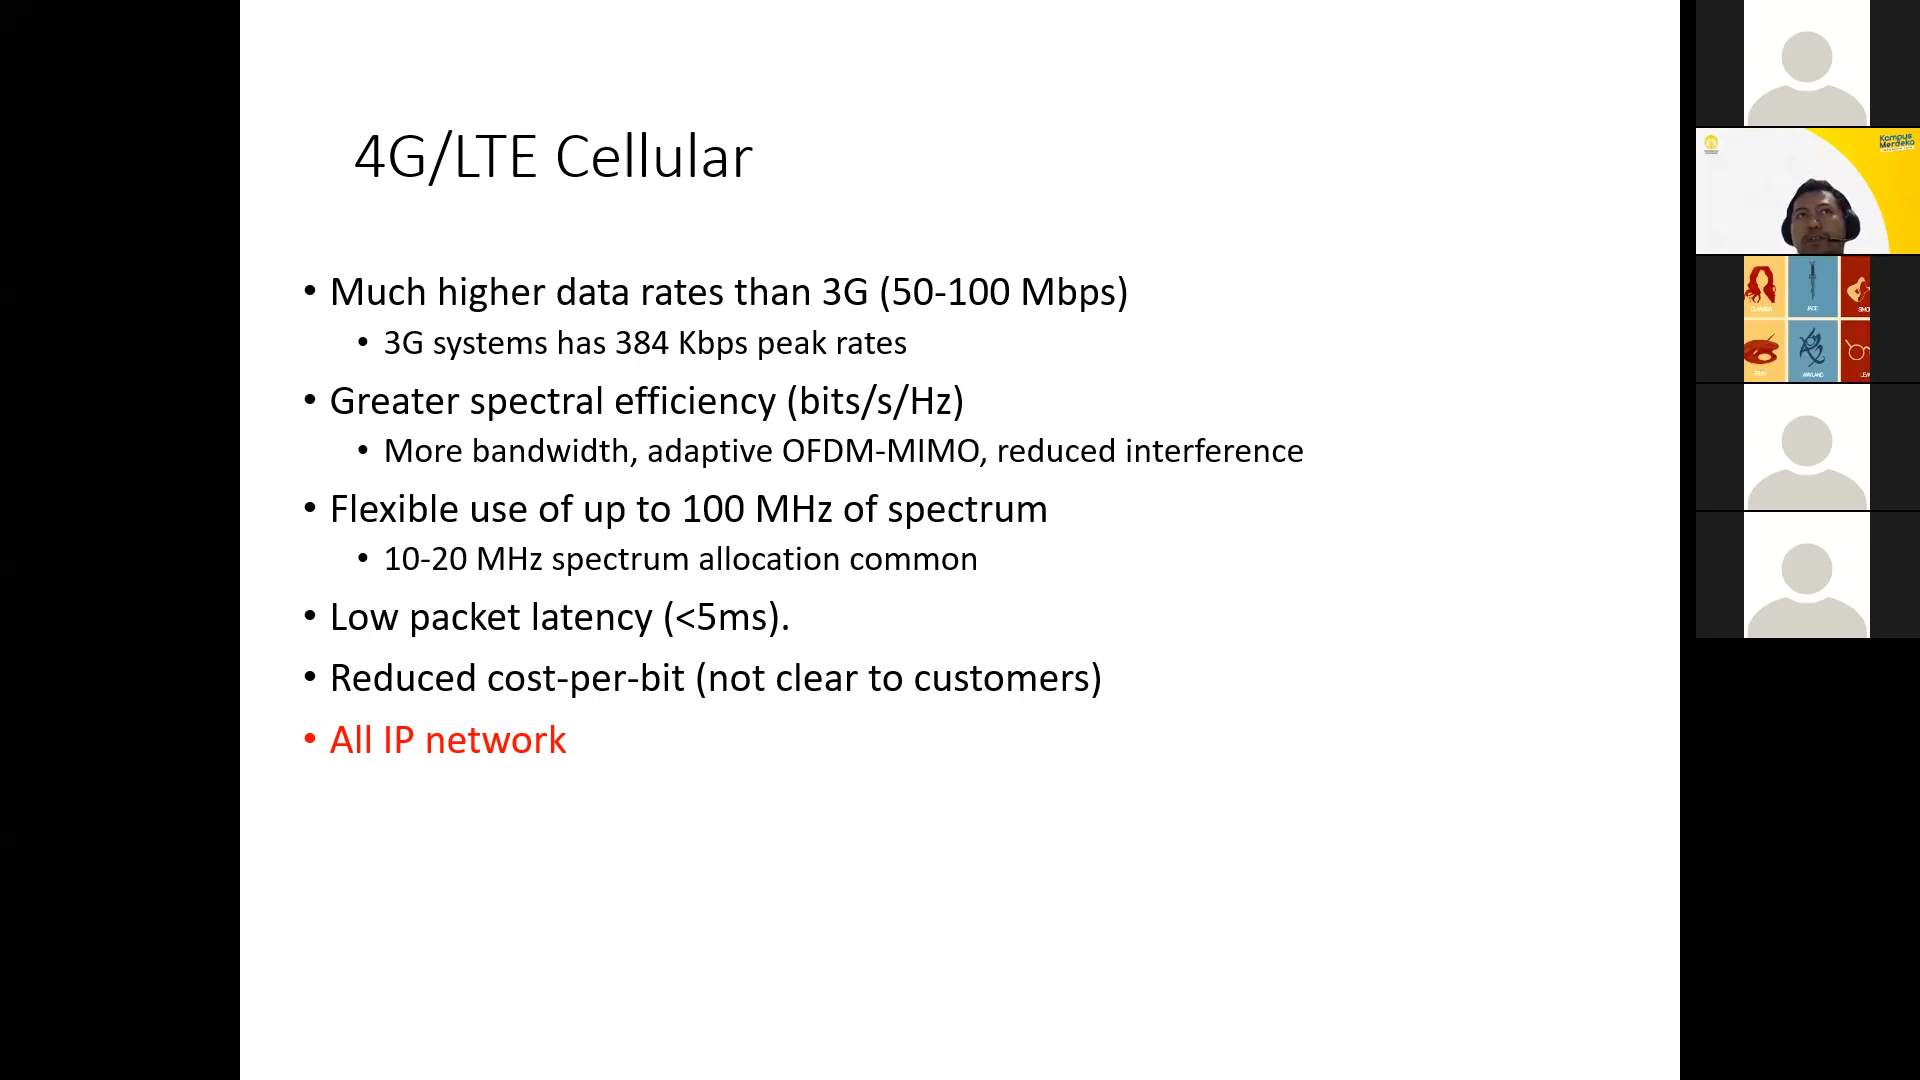 4G/LTE Cellular
• Much higher data rates than 3G (50-100 Mbps)
• 3G systems has 384 Kbps peak rates
• Greater spectral efficiency (bits/s/Hz)
• More bandwidth, adaptive OFDM-MIMO, reduced interference
• Flexible use of up to 100 MHz of spectrum
• 10-20 MHz spectrum allocation common
• Low packet latency (<5ms).
• Reduced cost-per-bit (not clear to customers)
• All IP network
Kampus
Merdeka
JACE